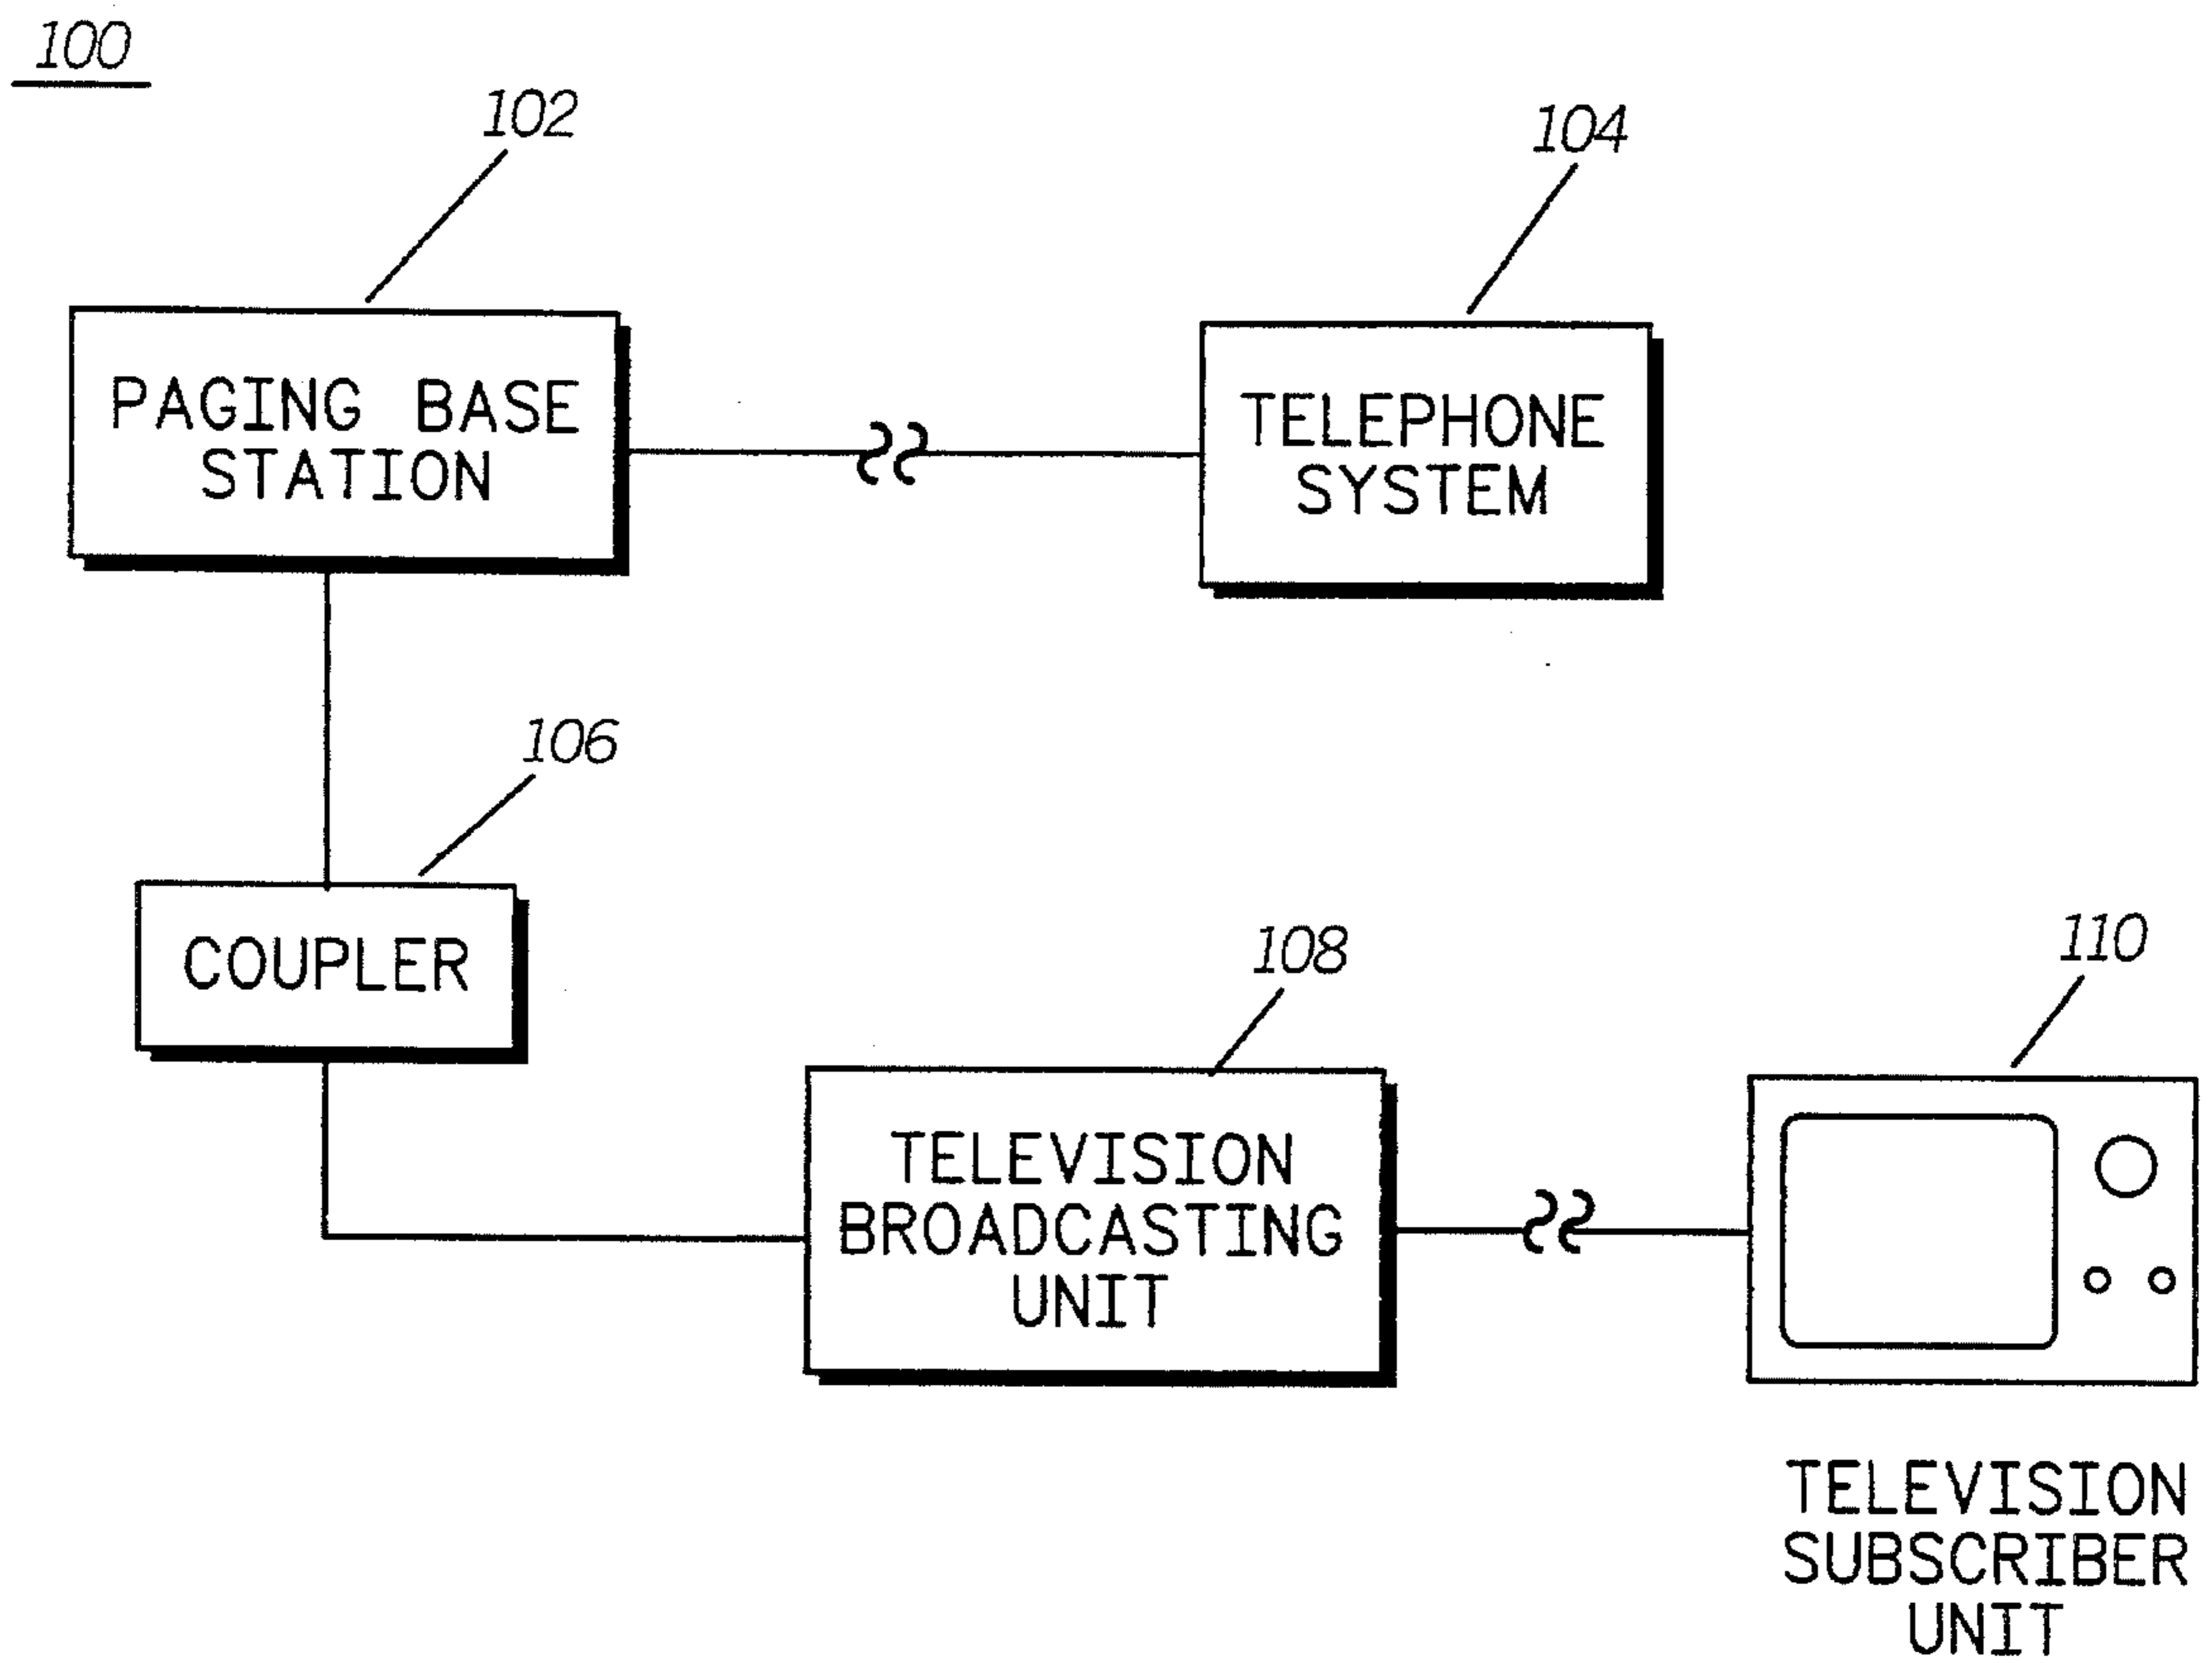 100
102
104
PAGING BASE
STATION
TELEPHONE
SYSTEM
106
COUPLER
108
110
TELEVISION
BROADCASTING
UNIT
TELEVISION
SUBSCRIBER
UNIT